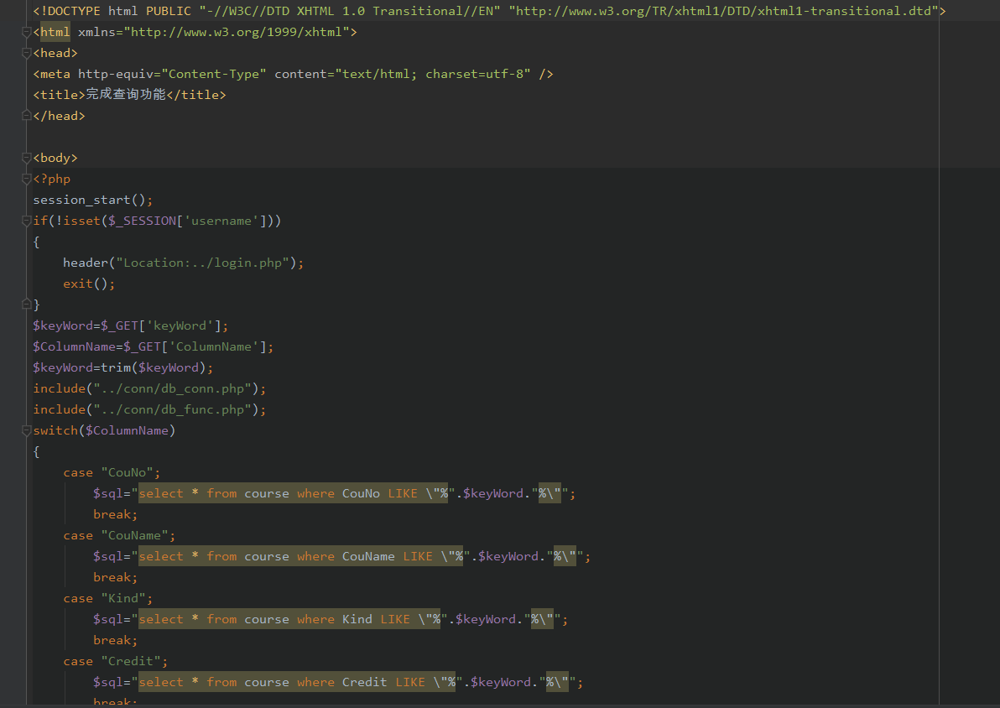 <!DOCTYPE html PUBLIC "-//W3C//DTD XHTML 1.0 Transitional//EN" "http://www.w3.org/TR/xhtml1/DTD/xhtml1-transitional.dtd">
<html xmlns="http://www.w3.org/1999/xhtml">
<head>
<meta http-equiv="Content-Type" content="text/html; charset=utf-8" />
<title>完成查询功能</title>
</head>
<body>
<?php
session_start();
if(!isset($_SESSION['username']))
{
    header("Location:../login.php");
    exit();
}
$keyWord=$_GET['keyWord'];
$ColumnName=$_GET['ColumnName'];
$keyWord=trim($keyWord);
include("../conn/db_conn.php");
include("../conn/db_func.php");
switch($ColumnName)
{
    case "CouNo";
        $sql="select * from course where CouNo LIKE \"%".$keyWord."%\"";
        break;
    case "CouName";
        $sql="select * from course where CouName LIKE \"%".$keyWord."%\"";
        break;
    case "Kind";
        $sql="select * from course where Kind LIKE \"%".$keyWord."%\"";
        break;
    case "Credit";
        $sql="select * from course where Credit LIKE \"%".$keyWord."%\"";
        break;